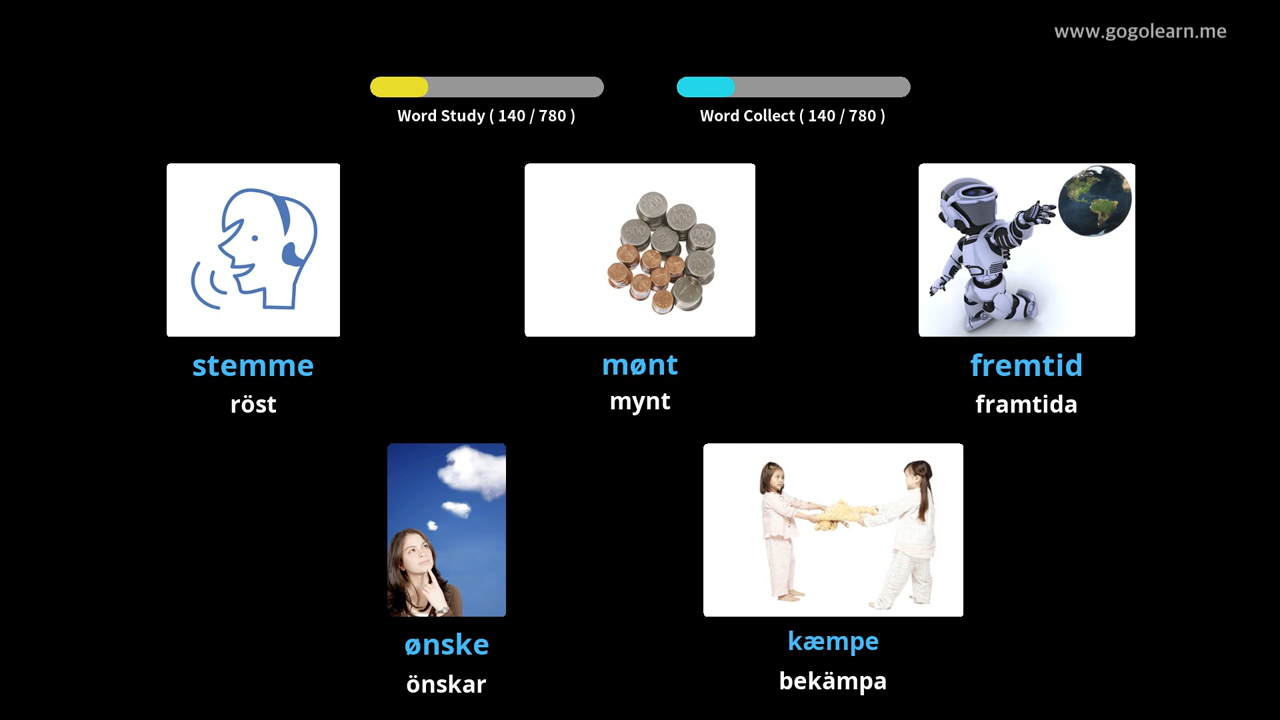 www.gogolearn.me
Word Study ( 140 / 780 )
Word Collect ( 140 / 780 )
stemme
röst
mønt
mynt
fremtid
framtida
ønske
önskar
kæmpe
bekämpa